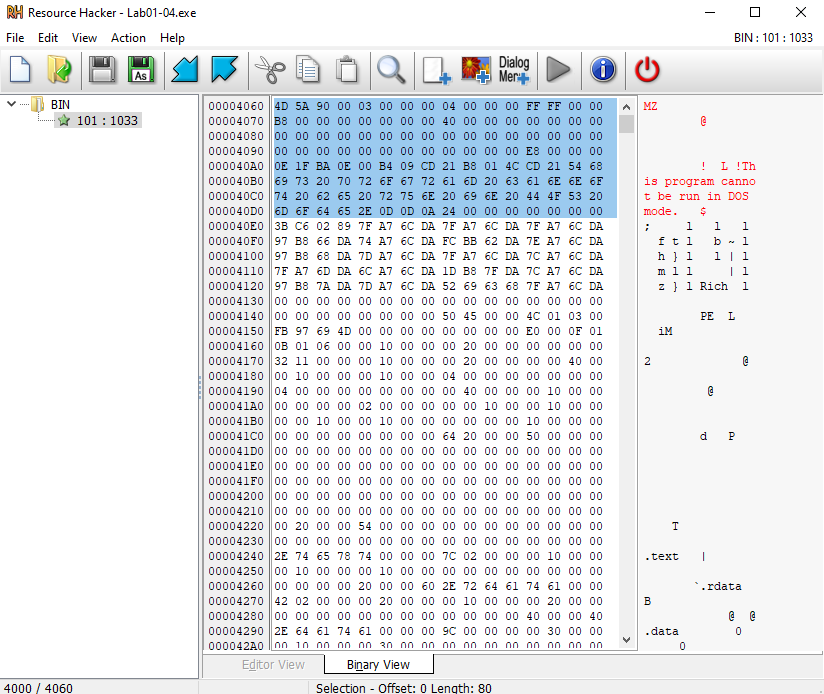 Resource Hacker - Lab01-04.exe
File Edit View Action Help
BIN : 101 : 1033
As
Dialog
Menu
BIN
101 : 1033
00004060 4D 5A 90 00 03 00 00 00 04 00 00 00 FF FF 00 00 MZ
00004070 B8 00 00 00 00 00 00 00 40 00 00 00 00 00 00 00 @
00004080 00 00 00 00 00 00 00 00 00 00 00 00 00 00 00 00
00004090 00 00 00 00 00 00 00 00 00 00 00 00 E8 00 00 00
000040A0 0E 1F BA 0E 00 B4 09 CD 21 B8 01 4C CD 21 54 68 ! L !Th
000040B0 69 73 20 70 72 6F 67 72 61 6D 20 63 61 6E 6E 6F is program canno
000040C0 74 20 62 65 20 72 75 6E 20 69 6E 20 44 4F 53 20 t be run in DOS
000040D0 6D 6F 64 65 2E 0D 0D 0A 24 00 00 00 00 00 00 00 mode. $
000040E0 3B C6 02 89 7F A7 6C DA 7F A7 6C DA 7F A7 6C DA ; l l l
000040F0 97 B8 66 DA 74 A7 6C DA FC BB 62 DA 7E A7 6C DA f t l b ~ l
00004100 97 B8 68 DA 7D A7 6C DA 7F A7 6C DA 7C A7 6C DA h } l l | l
00004110 7F A7 6D DA 6C A7 6C DA 1D B8 7F DA 7C A7 6C DA m l l | l
00004120 97 B8 7A DA 7D A7 6C DA 52 69 63 68 7F A7 6C DA z } l Rich l
00004130 00 00 00 00 00 00 00 00 00 00 00 00 00 00 00 00
00004140 00 00 00 00 00 00 00 00 50 45 00 00 4C 01 03 00 PE L
00004150 FB 97 69 4D 00 00 00 00 00 00 00 00 E0 00 0F 01 iM
00004160 0B 01 06 00 00 10 00 00 00 20 00 00 00 00 00 00
00004170 32 11 00 00 00 10 00 00 00 20 00 00 00 00 40 00 2 @
00004180 00 10 00 00 00 10 00 00 04 00 00 00 00 00 00 00
00004190 04 00 00 00 00 00 00 00 00 40 00 00 00 10 00 00 @
000041A0 00 00 00 00 02 00 00 00 00 00 10 00 00 10 00 00
000041B0 00 00 10 00 00 10 00 00 00 00 00 00 10 00 00 00
000041C0 00 00 00 00 00 00 00 00 64 20 00 00 50 00 00 00 d P
000041D0 00 00 00 00 00 00 00 00 00 00 00 00 00 00 00 00
000041E0 00 00 00 00 00 00 00 00 00 00 00 00 00 00 00 00
000041F0 00 00 00 00 00 00 00 00 00 00 00 00 00 00 00 00
00004200 00 00 00 00 00 00 00 00 00 00 00 00 00 00 00 00
00004210 00 00 00 00 00 00 00 00 00 00 00 00 00 00 00 00
00004220 00 20 00 00 54 00 00 00 00 00 00 00 00 00 00 00 T
00004230 00 00 00 00 00 00 00 00 00 00 00 00 00 00 00 00
00004240 2E 74 65 78 74 00 00 00 7C 02 00 00 00 10 00 00 .text |
00004250 00 10 00 00 00 10 00 00 00 00 00 00 00 00 00 00
00004260 00 00 00 00 20 00 00 60 2E 72 64 61 74 61 00 00 `.rdata
00004270 42 02 00 00 00 20 00 00 00 10 00 00 00 20 00 00 B
00004280 00 00 00 00 00 00 00 00 00 00 00 00 40 00 00 40 @ @
00004290 2E 64 61 74 61 00 00 00 9C 00 00 00 00 30 00 00 .data 0
000042A0 00 10 00 00 00 30 00 00 00 00 00 00 00 00 00 00 0
Editor View Binary View
4000 / 4060 Selection - Offset: 0 Length: 80